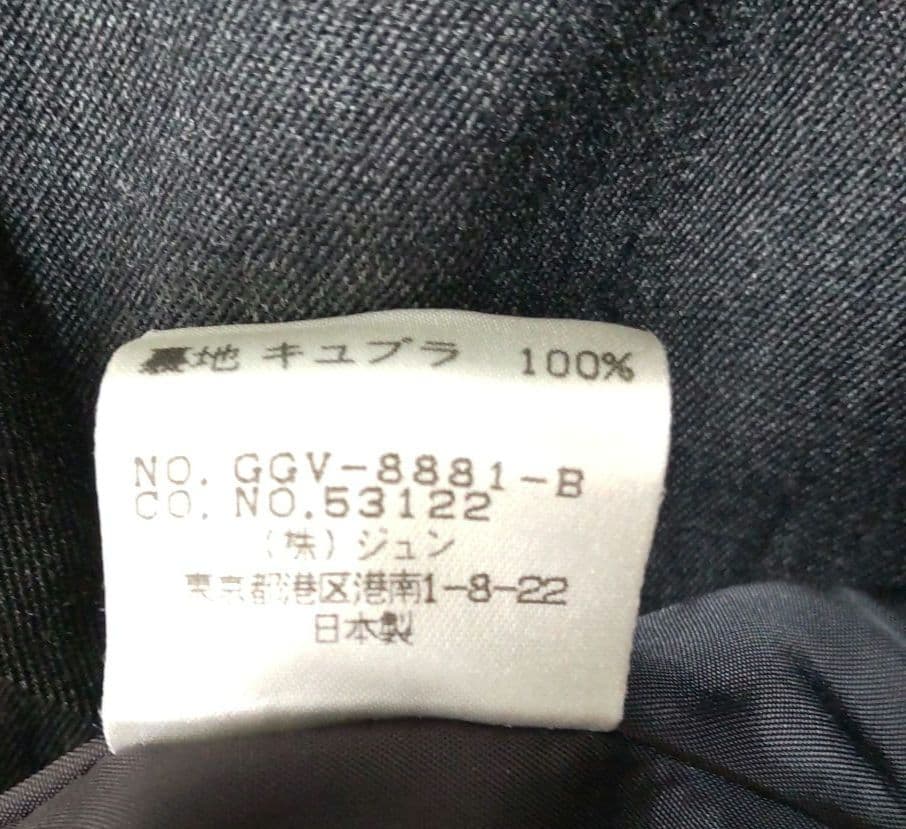 裏地 キユプラ 100%
NO. GGV-8881-B
CO. NO.53122
(株)ジュン
東京都港区港南1-8-22
日本製